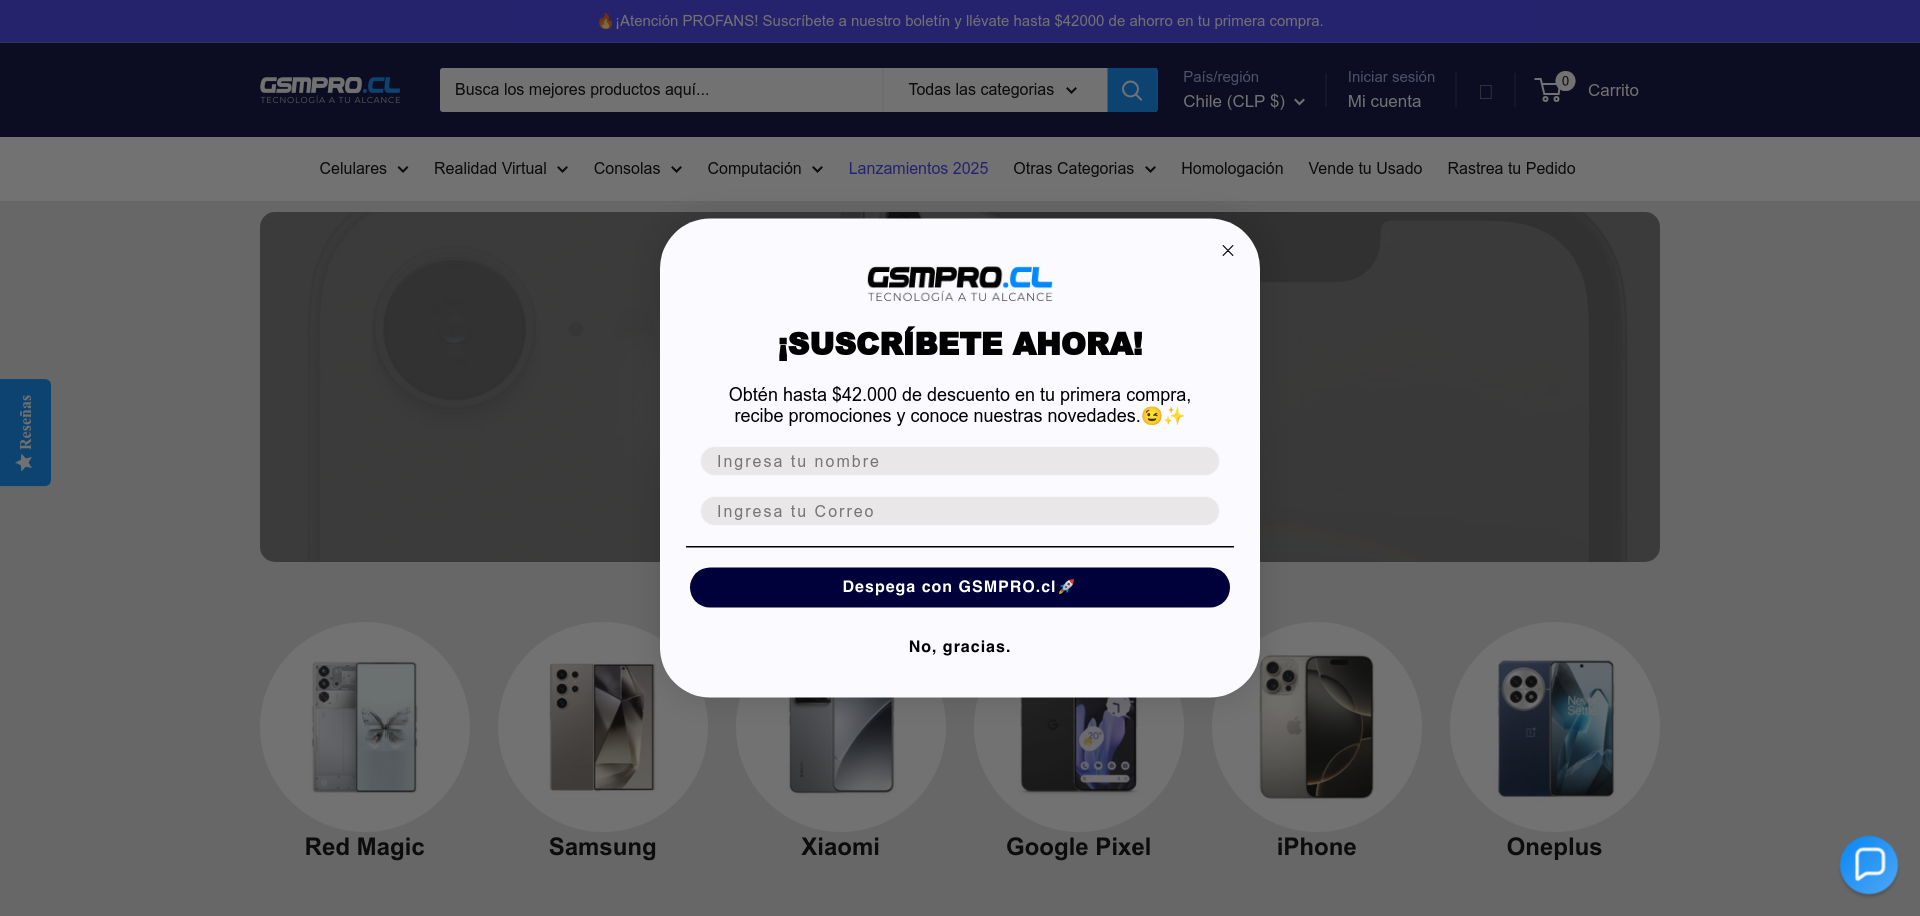 🔥¡Atención PROFANS! Suscríbete a nuestro boletín y llévate hasta $42000 de ahorro en tu primera compra.
GSMPRO.CL
TECNOLOGÍA A TU ALCANCE
Busca los mejores productos aquí...
Todas las categorias
País/región
Chile (CLP $)
Iniciar sesión
Mi cuenta
0
Carrito
Celulares
Realidad Virtual
Consolas
Computación
Lanzamientos 2025
Otras Categorias
Homologación
Vende tu Usado
Rastrea tu Pedido
Reseñas
GSMPRO.CL
TECNOLOGÍA A TU ALCANCE
¡SUSCRÍBETE AHORA!
Obtén hasta $42.000 de descuento en tu primera compra,
recibe promociones y conoce nuestras novedades.😉✨
Ingresa tu nombre
Ingresa tu Correo
Despega con GSMPRO.cl🚀
No, gracias.
20°
Red Magic
Samsung
Xiaomi
Google Pixel
iPhone
Oneplus